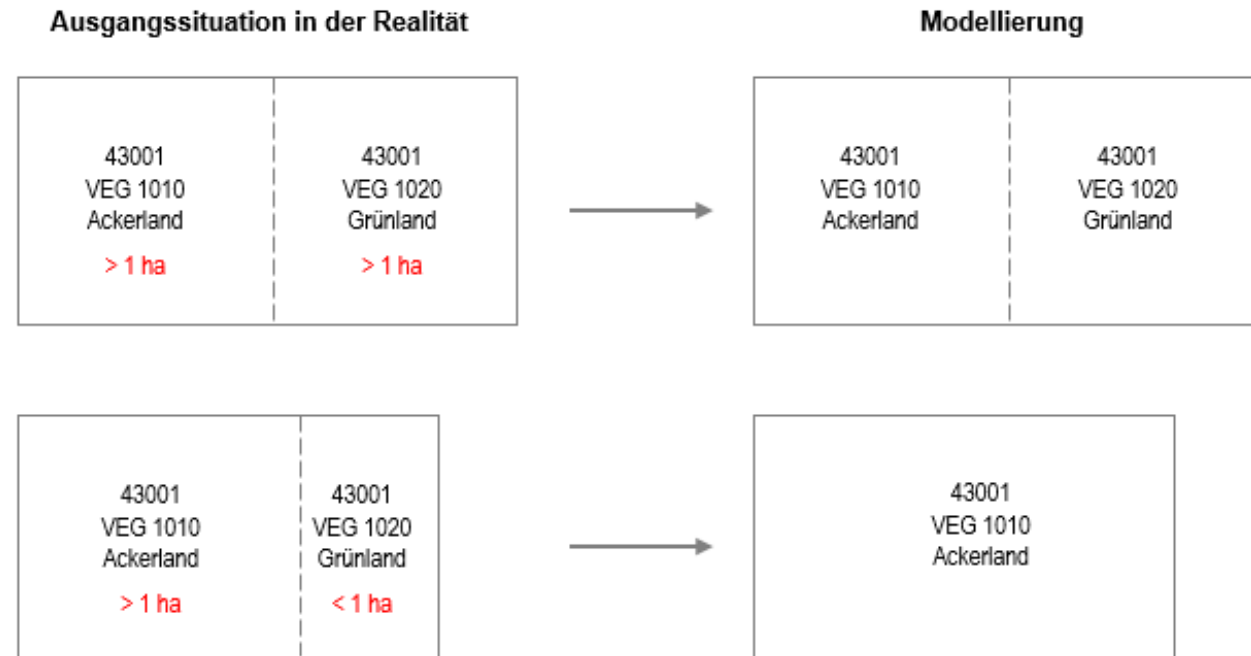 Ausgangssituation in der Realität
Modellierung
43001
VEG 1010
Ackerland
> 1 ha
43001
VEG 1020
Grünland
> 1 ha
43001
VEG 1010
Ackerland
43001
VEG 1020
Grünland
43001
VEG 1010
Ackerland
> 1 ha
43001
VEG 1020
Grünland
< 1 ha
43001
VEG 1010
Ackerland